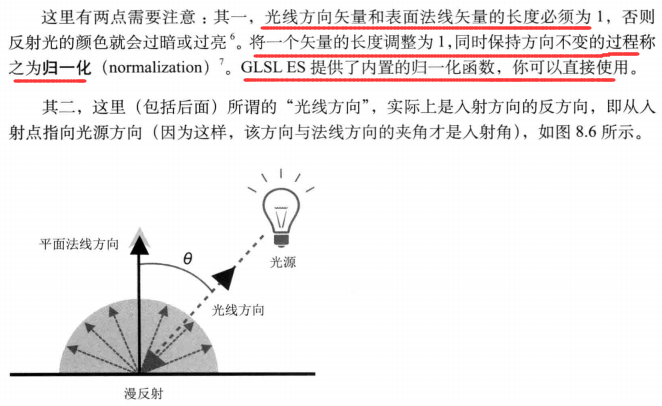 这里有两点需要注意：其一，光线方向矢量和表面法线矢量的长度必须为 1，否则
反射光的颜色就会过暗或过亮⁶。将一个矢量的长度调整为 1,同时保持方向不变的过程称
之为归一化（normalization）⁷。GLSL ES 提供了内置的归一化函数，你可以直接使用。
其二，这里（包括后面）所谓的“光线方向”，实际上是入射方向的反方向，即从入
射点指向光源方向（因为这样，该方向与法线方向的夹角才是入射角），如图 8.6 所示。
平面法线方向
θ
光源
光线方向
漫反射